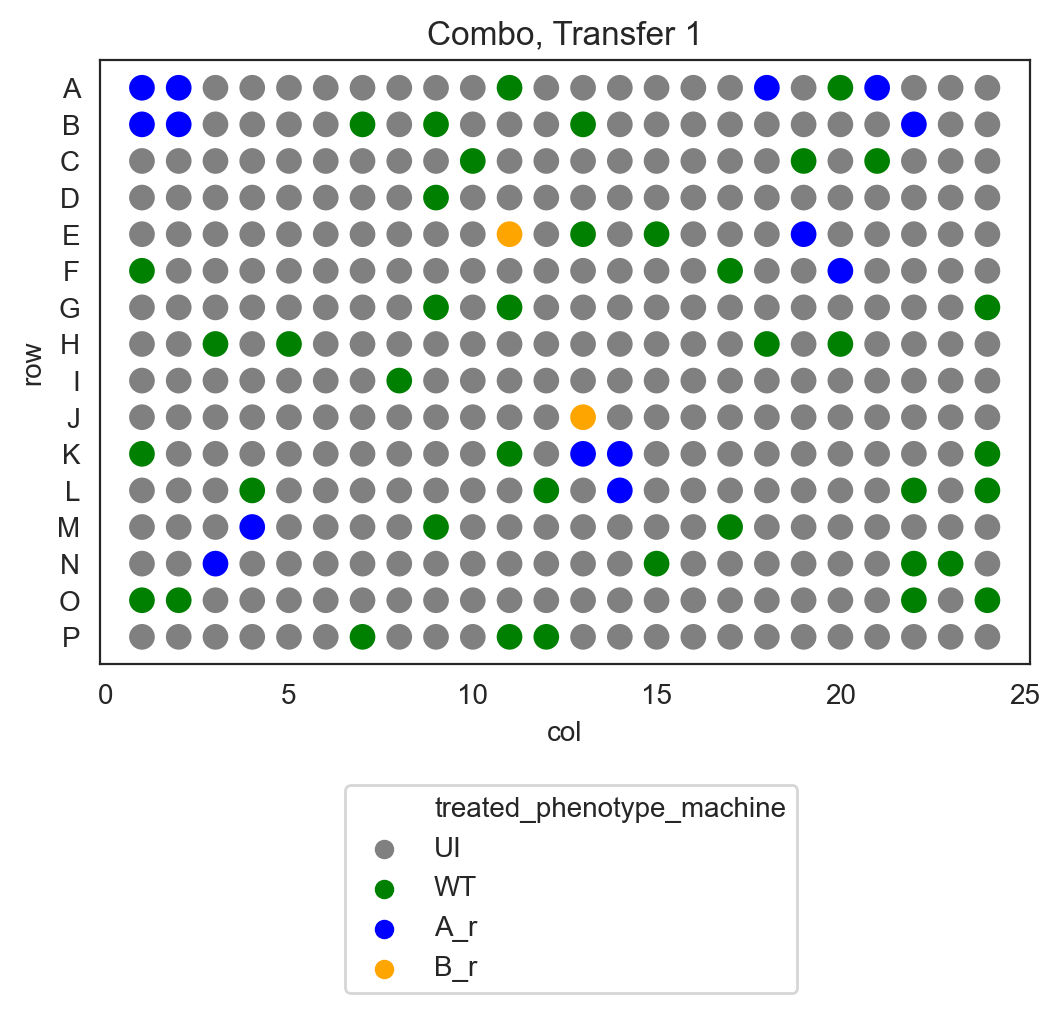 Combo, Transfer 1
A
B
C
D
E
F
G
H
I
J
K
L
M
N
O
P
row
0 5 10 15 20 25
col
treated_phenotype_machine
UI
WT
A_r
B_r